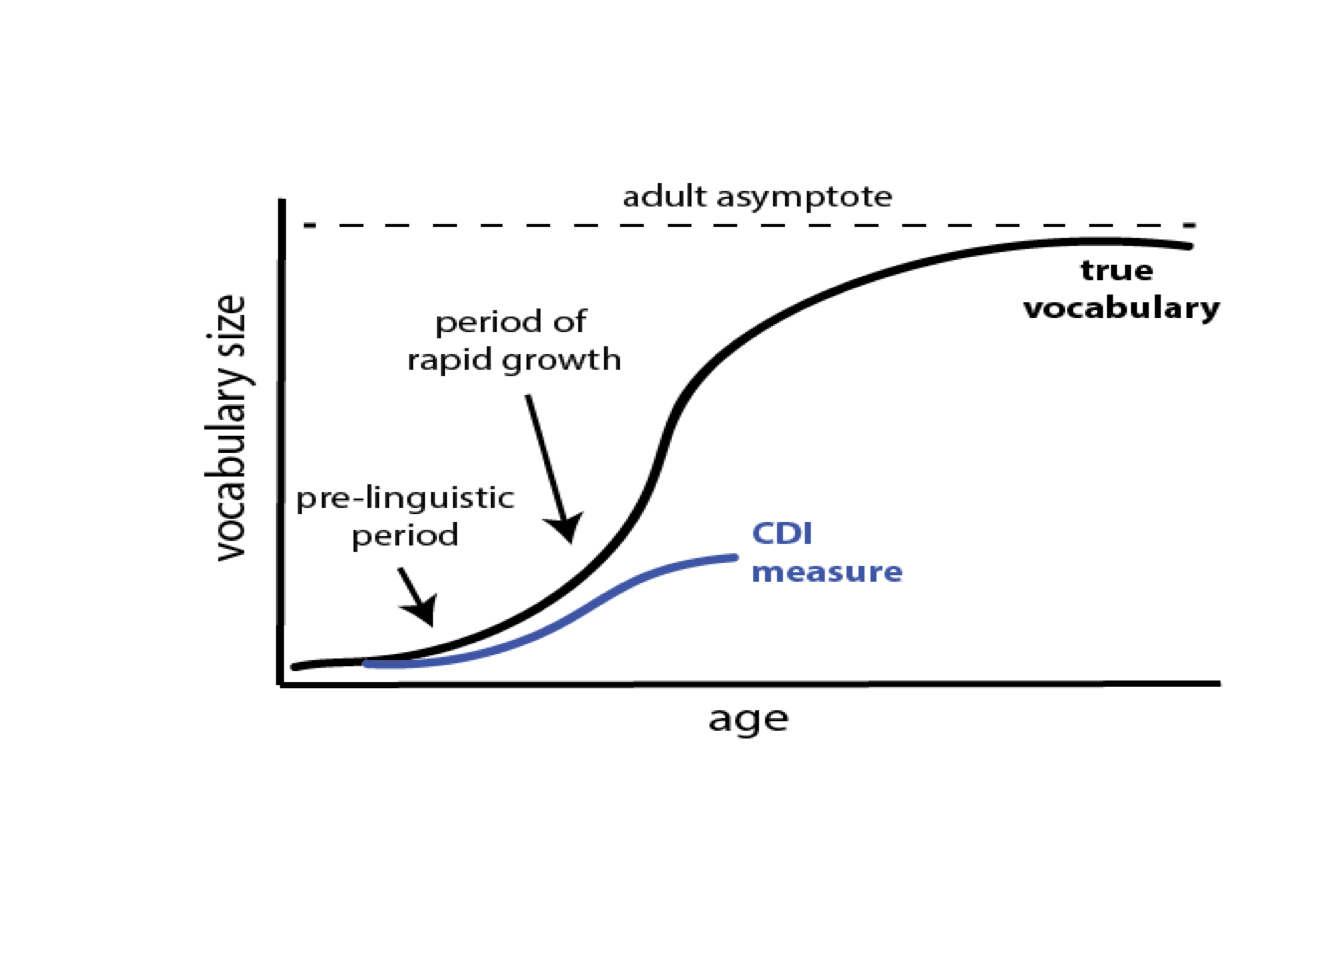 adult asymptote
true
vocabulary
period of
rapid growth
vocabulary size
pre-linguistic
period
CDI
measure
age